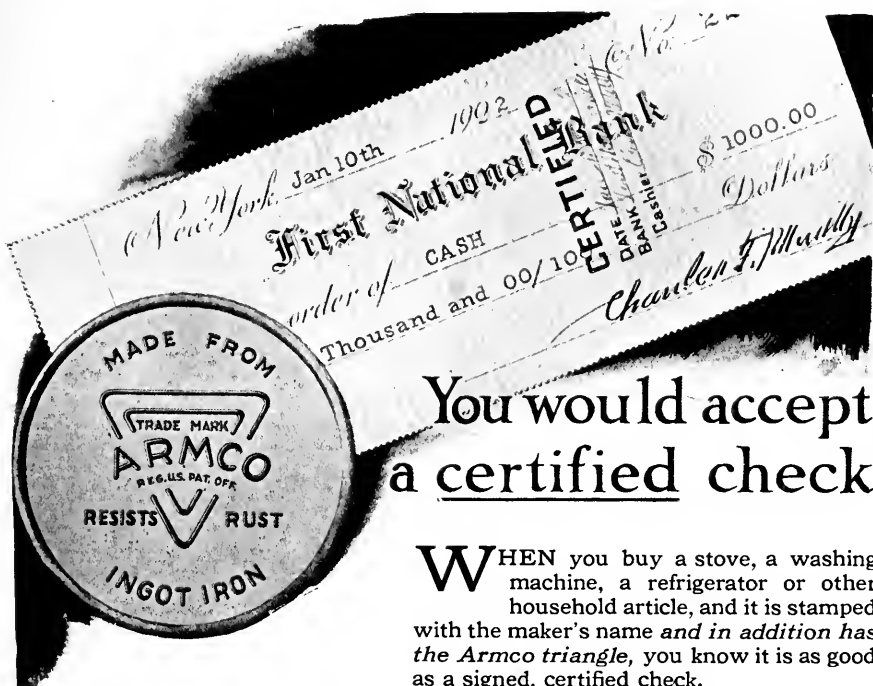 No. 22
New York Jan 10th 1922
First National Bank
CERTIFIED
DATE
BANK
Cashier
$ 1000.00
order of CASH
Thousand and 00/10 Dollars
Charles F.
MADE FROM
TRADE MARK
ARMCO
REG. U.S. PAT. OFF.
RESISTS RUST
INGOT IRON
You would accept
a certified check
WHEN you buy a stove, a washing
machine, a refrigerator or other
household article, and it is stamped
with the maker's name and in addition has
the Armco triangle, you know it is as good
as a signed, certified check.